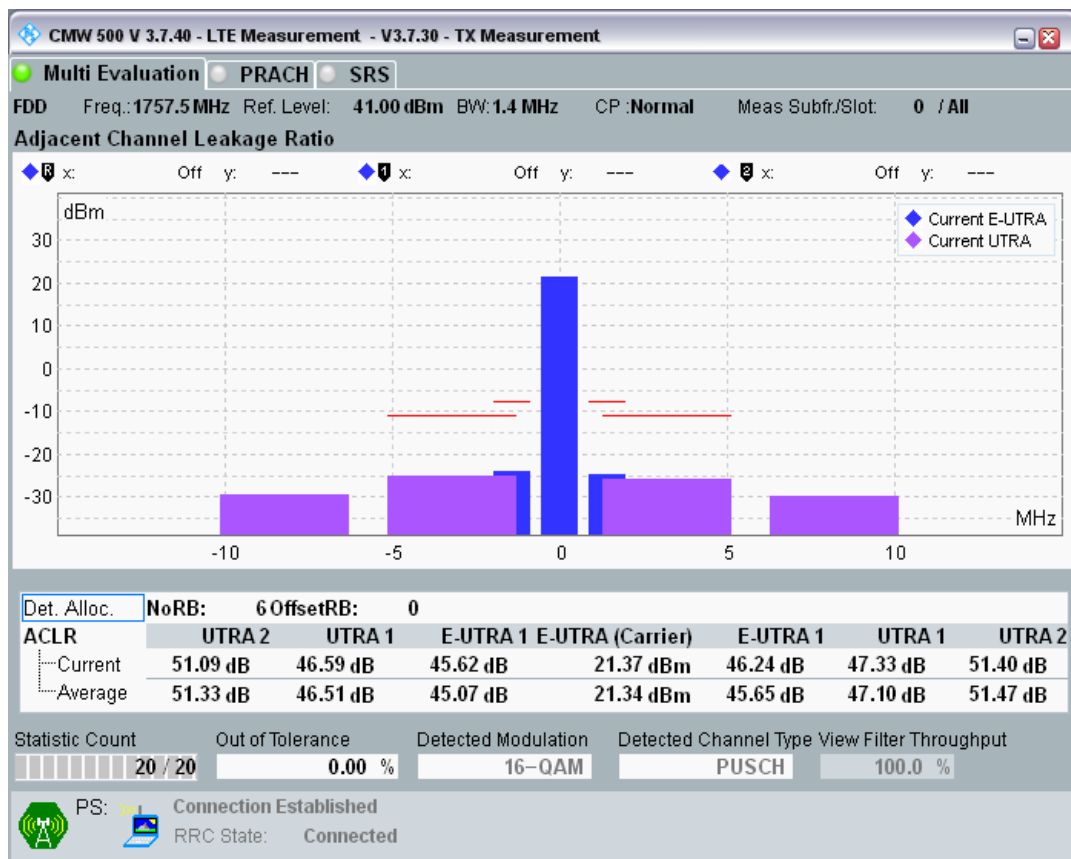 CMW 500 V 3.7.40 - LTE Measurement - V3.7.30 - TX Measurement
Multi Evaluation PRACH SRS
FDD Freq.: 1757.5 MHz Ref. Level: 41.00 dBm BW: 1.4 MHz CP :Normal Meas Subfr./Slot: 0 / All
Adjacent Channel Leakage Ratio
R x: Off y: --- 1 x: Off y: --- 2 x: Off y: ---
dBm
Current E-UTRA
Current UTRA
30
20
10
0
-10
-20
-30
MHz
-10 -5 0 5 10
Det. Alloc. NoRB: 6 OffsetRB: 0
ACLR UTRA 2 UTRA 1 E-UTRA 1 E-UTRA (Carrier) E-UTRA 1 UTRA 1 UTRA 2
Current 51.09 dB 46.59 dB 45.62 dB 21.37 dBm 46.24 dB 47.33 dB 51.40 dB
Average 51.33 dB 46.51 dB 45.07 dB 21.34 dBm 45.65 dB 47.10 dB 51.47 dB
Statistic Count Out of Tolerance Detected Modulation Detected Channel Type View Filter Throughput
20 / 20 0.00 % 16-QAM PUSCH 100.0 %
PS: Connection Established
RRC State: Connected